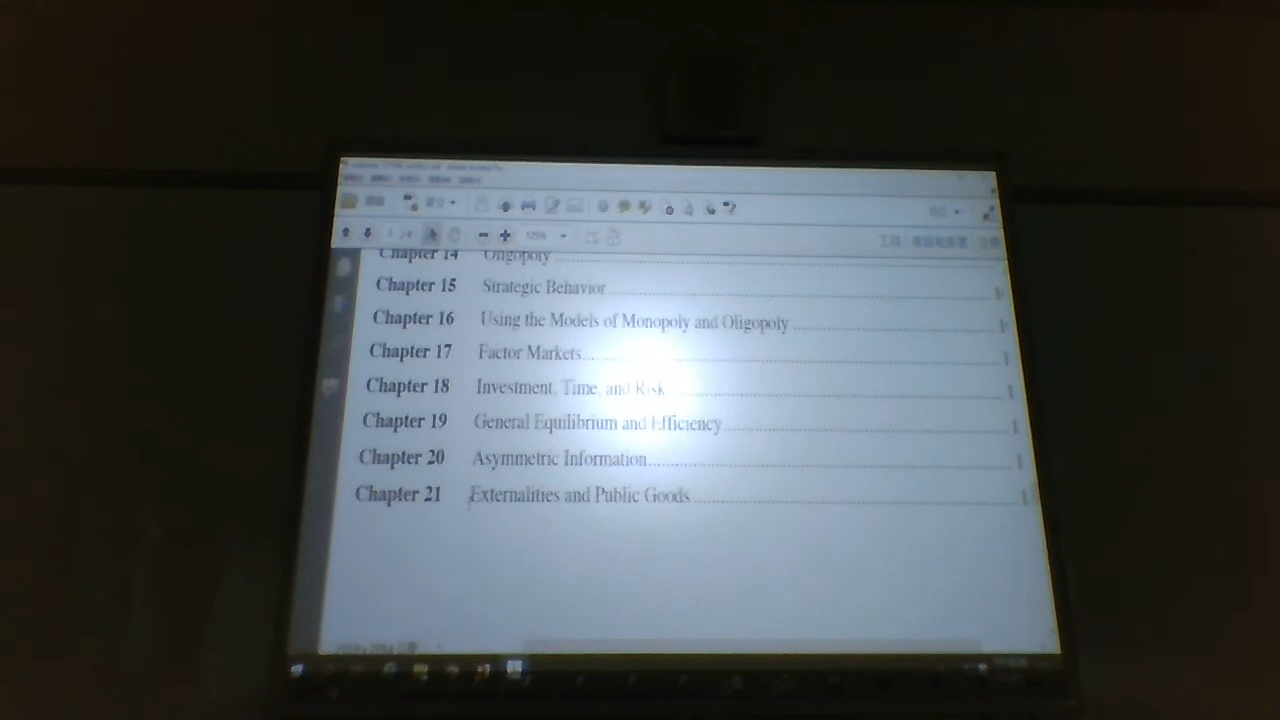 125%
Chapter 14 Oligopoly
Chapter 15 Strategic Behavior
Chapter 16 Using the Models of Monopoly and Oligopoly
Chapter 17 Factor Markets
Chapter 18 Investment, Time, and Risk
Chapter 19 General Equilibrium and Efficiency
Chapter 20 Asymmetric Information
Chapter 21 Externalities and Public Goods